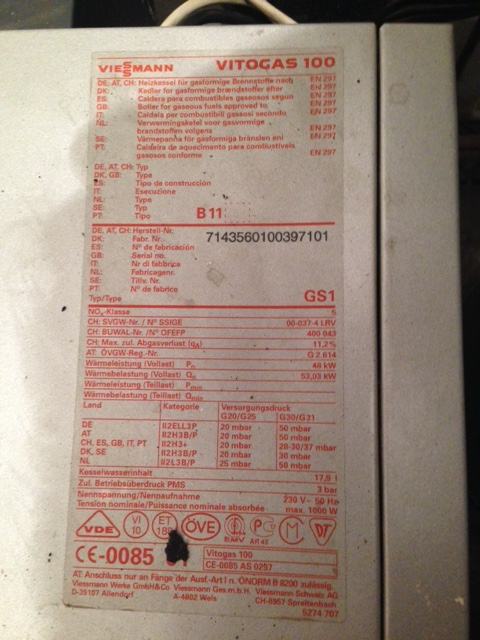 VIESMANN VITOGAS 100
DE, AT, CH: Heizkessel für gasförmige Brennstoffe nach EN 297
DK: Kedler for gasformige brændstoffer efter EN 297
ES: Caldera para combustibles gaseosos según EN 297
GB: Boiler for gaseous fuels approved to EN 297
IT: Caldaia per combustibili gassosi secondo EN 297
NL: Verwarmingsketel voor gasvormige
brandstoffen volgens EN 297
SE: Värmepanna för gasformiga bränslen enl EN 297
PT: Caldeira de aquecimento para combustíveis
gasosos conforme EN 297
DE, AT, CH: Typ
DK, GB: Type
ES: Tipo de construcción
IT: Esecuzione
NL: Type
SE: Typ
PT: Tipo B 11
DE, AT, CH: Herstell-Nr.
DK: Fabr. Nr. 7143560100397101
ES: Nº de fabricación
GB: Serial no.
IT: Nr di fabbrica
NL: Fabricagenr.
SE: Tillv. Nr.
PT: Nº de fabrico
Typ/Type GS1
NOx-Klasse 5
CH: SVGW-Nr. / Nº SSIGE 00-037-4 LRV
CH: BUWAL-Nr. / Nº OFEFP 400 043
CH: Max. zul. Abgasverlust (qA) 11,2%
AT: ÖVGW-Reg.-Nr. G 2.614
Wärmeleistung (Vollast) Pn 48 kW
Wärmebelastung (Vollast) Qn 53,03 kW
Wärmeleistung (Teillast) Pmin
Wärmebelastung (Teillast) Qmin
Land Kategorie Versorgungsdruck
G20/G25 G30/G31
DE II2ELL3P 20 mbar 50 mbar
AT II2H3B/P 20 mbar 50 mbar
CH, ES, GB, IT, PT II2H3+ 20 mbar 28-30/37 mbar
DK, SE II2H3B/P 20 mbar 30 mbar
NL II2L3B/P 25 mbar 50 mbar
Kesselwasserinhalt 17,9 l
Zul. Betriebsüberdruck PMS 3 bar
Nennspannung/Nennaufnahme 230 V~ 50 Hz
Tension nominale/Puissance nominale absorbée max. 1000 W
VDE VI 10 ET ÖVE EMV PG AR 45 M
CE-0085 Vitogas 100
CE-0085 AS 0297
AT: Anschluss nur an Fänge der Ausf-Art I n. ÖNORM B 8200 zulässig.
Viessmann Werke GmbH&Co Viessmann Ges.m.b.H. Viessmann Schweiz AG
D-35107 Allendorf A-4802 Wels CH-8957 Spreitenbach
5274 707